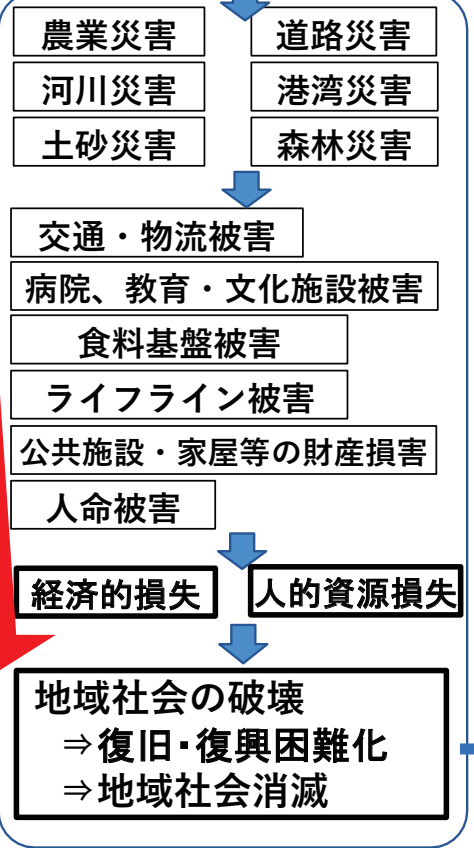 農業災害
道路災害
河川災害
港湾災害
土砂災害
森林災害
交通・物流被害
病院、教育・文化施設被害
食料基盤被害
ライフライン被害
公共施設・家屋等の財産損害
人命被害
経済的損失
人的資源損失
地域社会の破壊
⇒復旧・復興困難化
⇒地域社会消滅